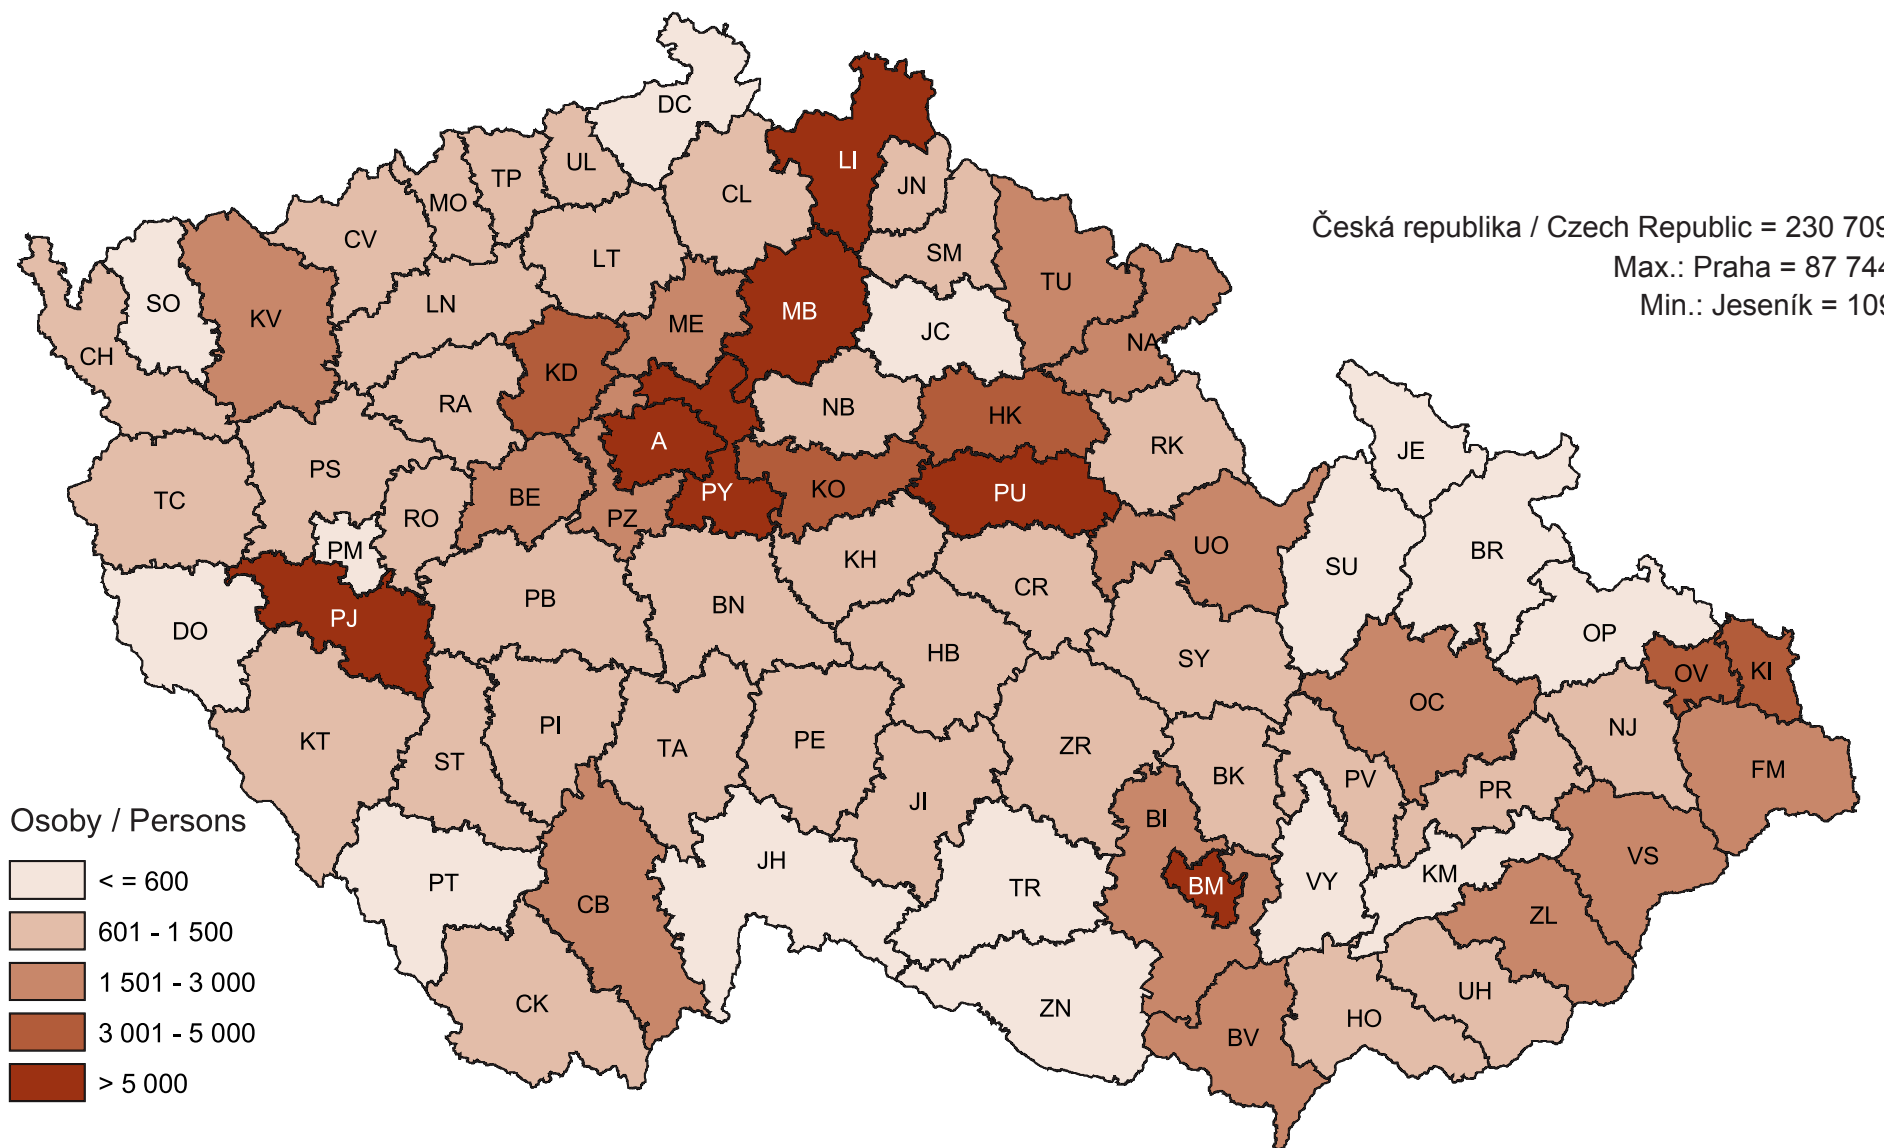 DC
LI
UL
TP
JN
CL
MO
CV
Česká republika / Czech Republic = 230 709
Max.: Praha = 87 744
Min.: Jeseník = 109
LT
SM
TU
SO
LN
KV
ME
MB
JC
NA
CH
KD
RA
NB
HK
A
RK
JE
PS
TC
BE
PY
KO
PU
RO
PZ
UO
BR
PM
KH
SU
CR
PB
BN
PJ
DO
OP
HB
SY
OV
KI
OC
PI
KT
TA
PE
ZR
NJ
ST
BK
PV
FM
PR
JI
BI
Osoby / Persons
< = 600
601 - 1 500
1 501 - 3 000
3 001 - 5 000
> 5 000
JH
VS
PT
TR
BM
VY
KM
CB
ZL
UH
CK
ZN
HO
BV